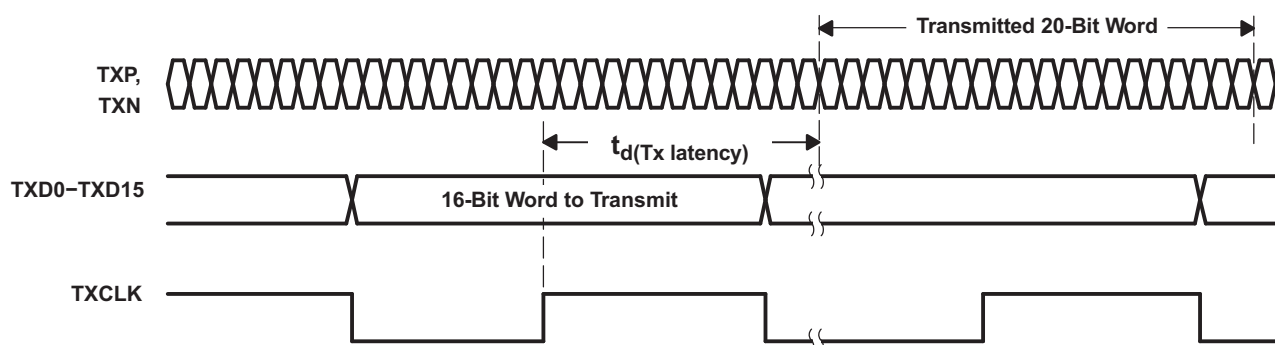 Transmitted 20-Bit Word
TXP,
TXN
td(Tx latency)
TXD0−TXD15
16-Bit Word to Transmit
TXCLK